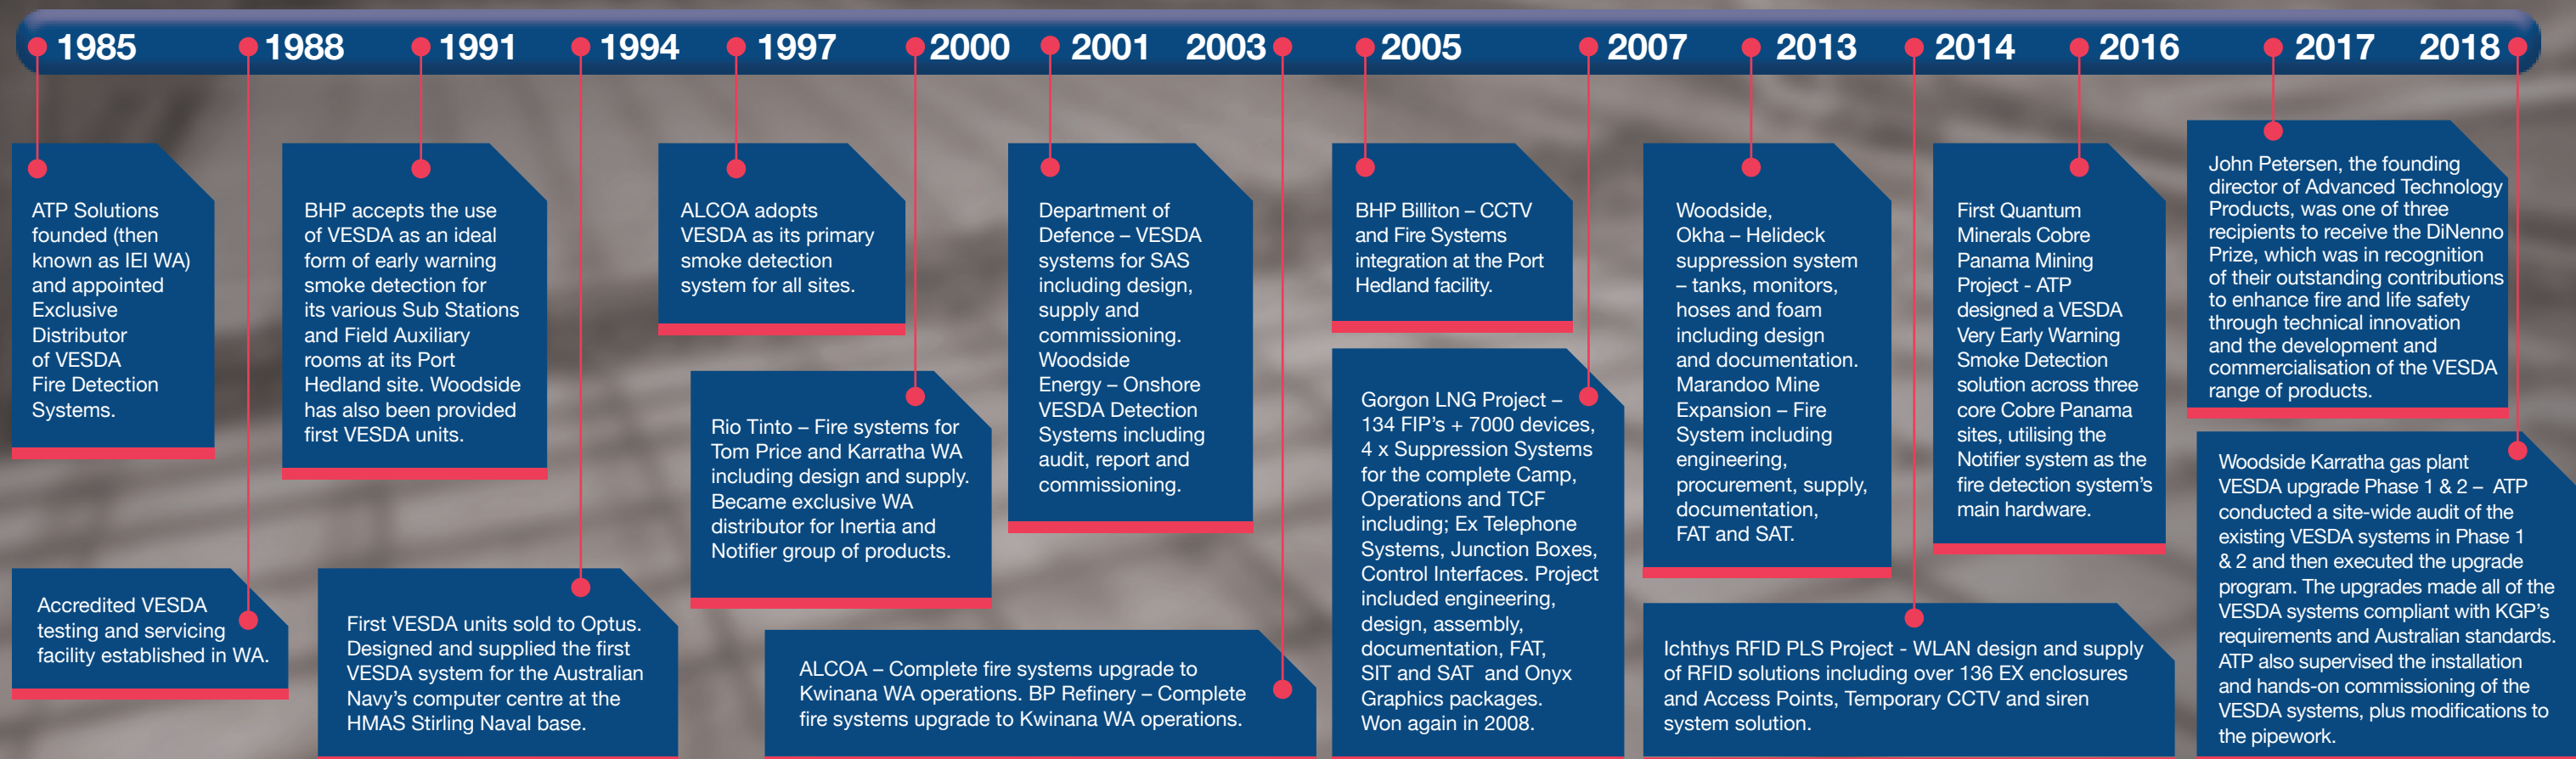 1985
1988
1991
1994
1997
2000
2001
2003
2005
2007
2013
2014
2016
2017
2018
ATP Solutions
founded (then
known as IEI WA)
and appointed
Exclusive
Distributor
of VESDA
Fire Detection
Systems.
Accredited VESDA
testing and servicing
facility established in WA.
BHP accepts the use
of VESDA as an ideal
form of early warning
smoke detection for
its various Sub Stations
and Field Auxiliary
rooms at its Port
Hedland site. Woodside
has also been provided
first VESDA units.
First VESDA units sold to Optus.
Designed and supplied the first
VESDA system for the Australian
Navy’s computer centre at the
HMAS Stirling Naval base.
ALCOA adopts
VESDA as its primary
smoke detection
system for all sites.
Rio Tinto – Fire systems for
Tom Price and Karratha WA
including design and supply.
Became exclusive WA
distributor for Inertia and
Notifier group of products.
Department of
Defence – VESDA
systems for SAS
including design,
supply and
commissioning.
Woodside
Energy – Onshore
VESDA Detection
Systems including
audit, report and
commissioning.
ALCOA – Complete fire systems upgrade to
Kwinana WA operations. BP Refinery – Complete
fire systems upgrade to Kwinana WA operations.
BHP Billiton – CCTV
and Fire Systems
integration at the Port
Hedland facility.
Gorgon LNG Project –
134 FIP’s + 7000 devices,
4 x Suppression Systems
for the complete Camp,
Operations and TCF
including; Ex Telephone
Systems, Junction Boxes,
Control Interfaces. Project
included engineering,
design, assembly,
documentation, FAT,
SIT and SAT and Onyx
Graphics packages.
Won again in 2008.
Woodside,
Okha – Helideck
suppression system
– tanks, monitors,
hoses and foam
including design
and documentation.
Marandoo Mine
Expansion – Fire
System including
engineering,
procurement, supply,
documentation,
FAT and SAT.
Ichthys RFID PLS Project - WLAN design and supply
of RFID solutions including over 136 EX enclosures
and Access Points, Temporary CCTV and siren
system solution.
First Quantum
Minerals Cobre
Panama Mining
Project - ATP
designed a VESDA
Very Early Warning
Smoke Detection
solution across three
core Cobre Panama
sites, utilising the
Notifier system as the
fire detection system’s
main hardware.
John Petersen, the founding
director of Advanced Technology
Products, was one of three
recipients to receive the DiNenno
Prize, which was in recognition
of their outstanding contributions
to enhance fire and life safety
through technical innovation
and the development and
commercialisation of the VESDA
range of products.
Woodside Karratha gas plant
VESDA upgrade Phase 1 & 2 – ATP
conducted a site-wide audit of the
existing VESDA systems in Phase 1
& 2 and then executed the upgrade
program. The upgrades made all of the
VESDA systems compliant with KGP’s
requirements and Australian standards.
ATP also supervised the installation
and hands-on commissioning of the
VESDA systems, plus modifications to
the pipework.